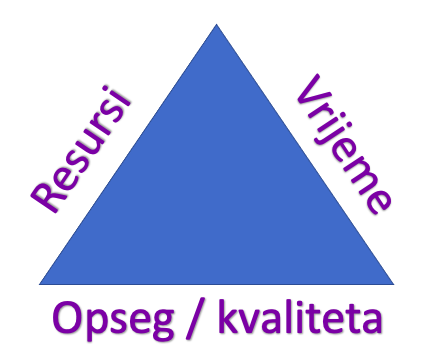 Resursi
Vrijeme
Opseg / kvaliteta